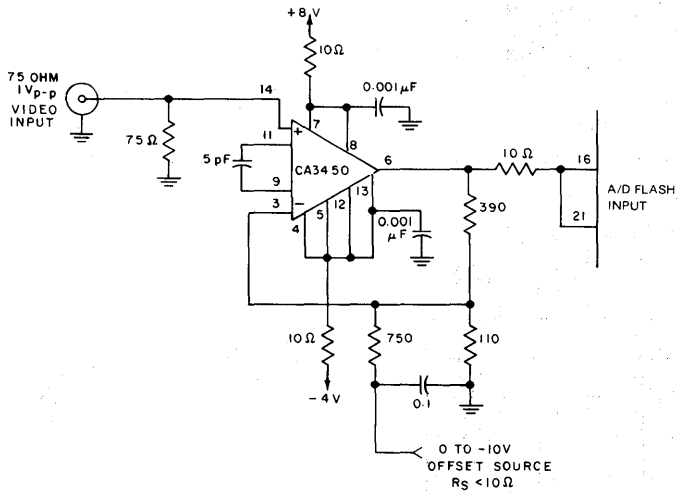 +8 V
10Ω
75 OHM
1Vp-p
VIDEO
INPUT
14
0.001μF
7
+
11
8
75Ω
5pF
CA3450
6
10Ω
16
9
13
A/D FLASH
INPUT
3
−
12
5
4
0.001
μF
390
21
10Ω
750
110
-4V
0.1
0 TO -10V
OFFSET SOURCE
RS <10Ω